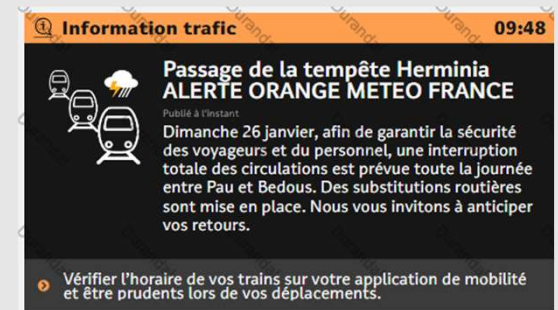 Information trafic 09:48
Passage de la tempête Herminia
ALERTE ORANGE METEO FRANCE
Publié à l'instant
Dimanche 26 janvier, afin de garantir la sécurité
des voyageurs et du personnel, une interruption
totale des circulations est prévue toute la journée
entre Pau et Bedous. Des substitutions routières
sont mise en place. Nous vous invitons à anticiper
vos retours.
Vérifier l'horaire de vos trains sur votre application de mobilité
et être prudents lors de vos déplacements.